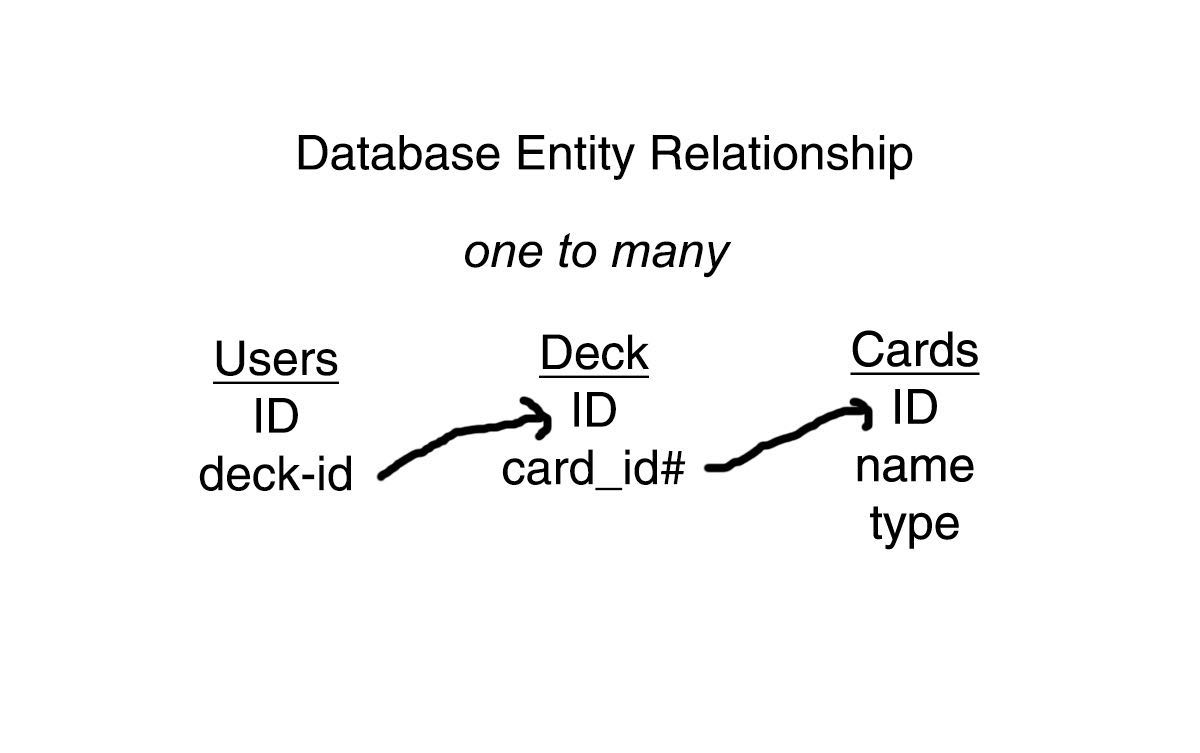 Database Entity Relationship
one to many
Users
ID
deck-id
Deck
ID
card_id#
Cards
ID
name
type